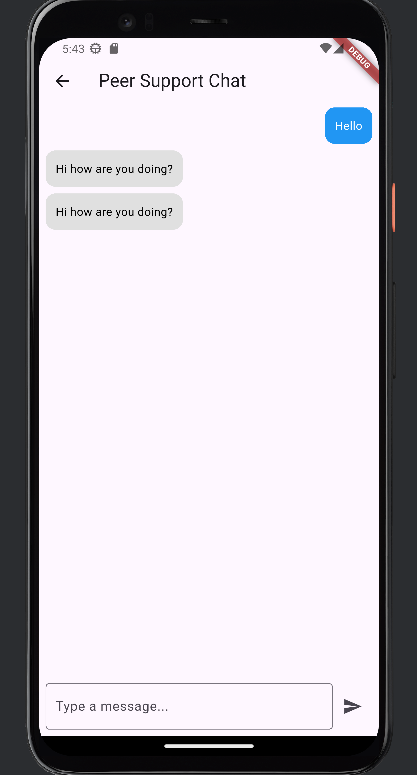 5:43
DEBUG
Peer Support Chat
Hello
Hi how are you doing?
Hi how are you doing?
Type a message...